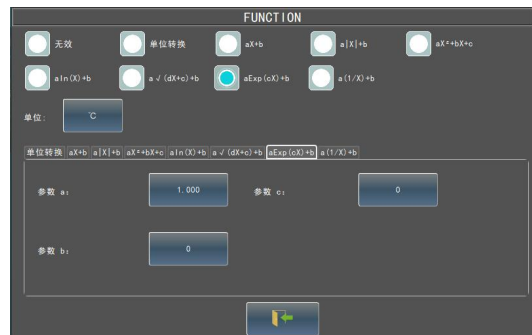 FUNCTION
无效 单位转换 aX+b a|X|+b aX²+bX+c
aln(X)+b a√(dX+c)+b aExp(cX)+b a(1/X)+b
单位: ℃
单位转换 aX+b a|X|+b aX²+bX+c aln(X)+b a√(dX+c)+b aExp(cX)+b a(1/X)+b
参数 a: 1.000 参数 c: 0
参数 b: 0